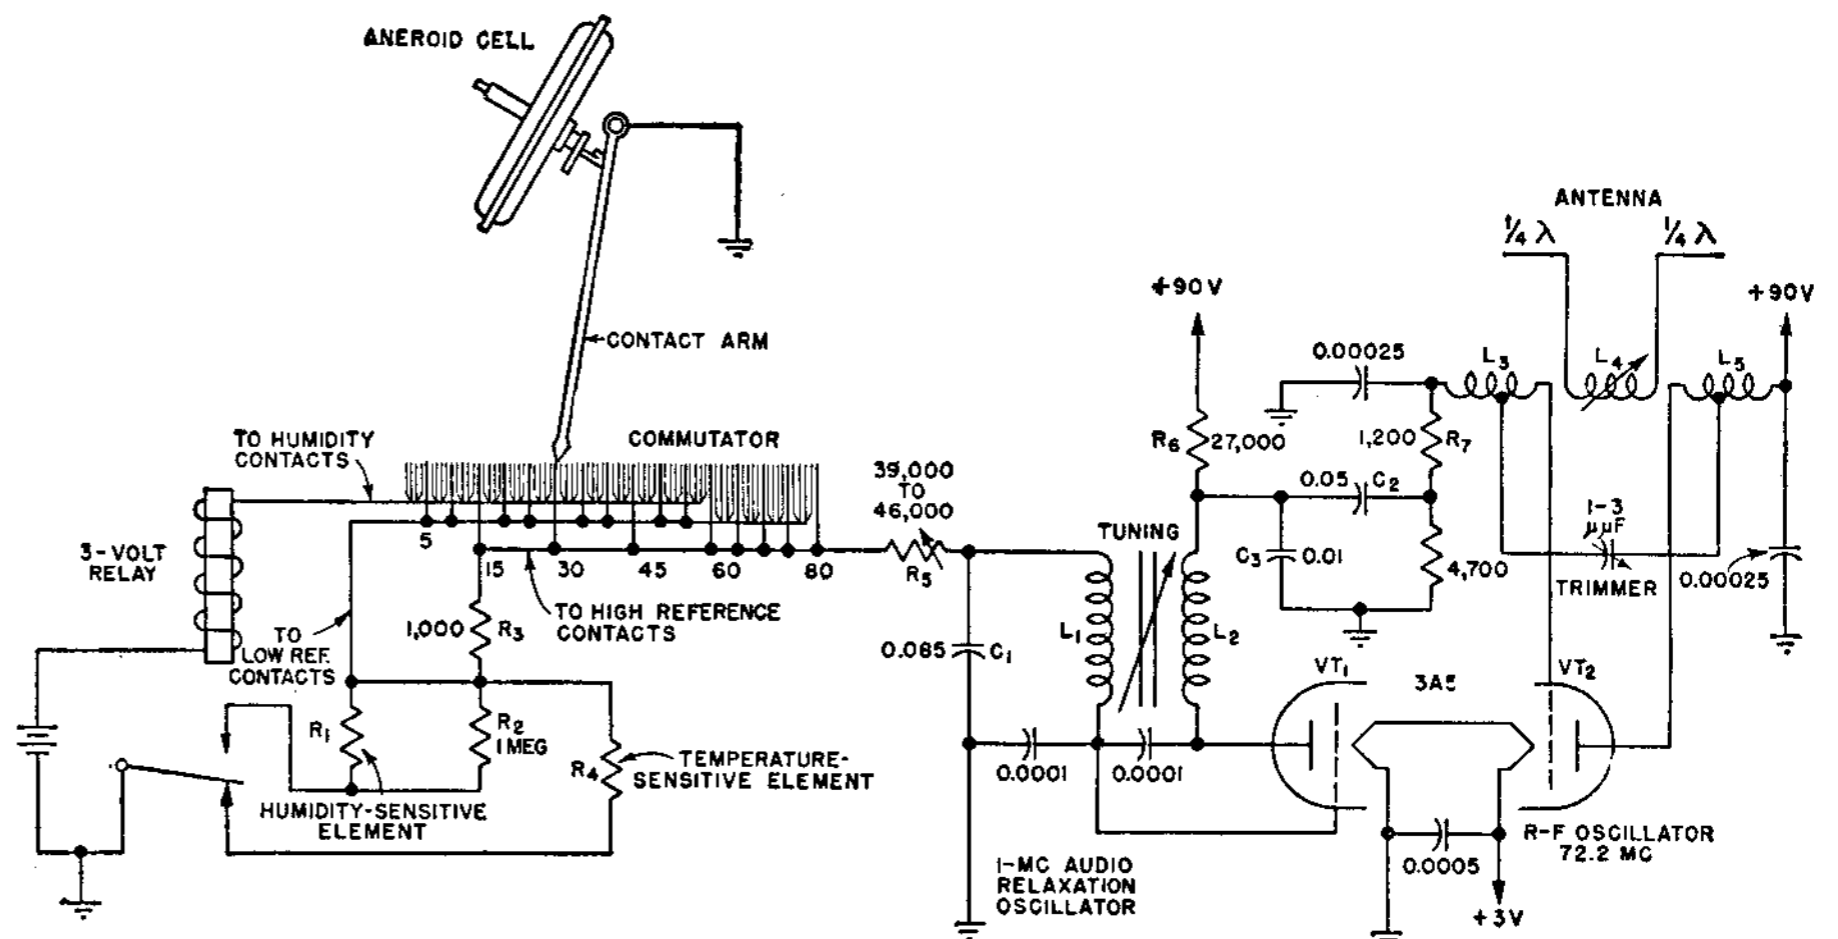 ANEROID CELL
ANTENNA
1/4 λ
1/4 λ
+90V
+90V
CONTACT ARM
0.00025
L3
L4
L5
TO HUMIDITY
CONTACTS
COMMUTATOR
39,000
TO
46,000
R6
27,000
1,200
R7
0.05
C2
3-VOLT
RELAY
5
15
30
45
60
80
R5
TUNING
C3
0.01
4,700
1-3
μμF
TRIMMER
0.00025
TO
LOW REF.
CONTACTS
1,000
R3
TO HIGH REFERENCE
CONTACTS
0.085
C1
L1
L2
VT1
3A5
VT2
R1
R2
1 MEG
R4
TEMPERATURE-
SENSITIVE ELEMENT
0.0001
0.0001
HUMIDITY-SENSITIVE
ELEMENT
R-F OSCILLATOR
72.2 MC
0.0005
1-MC AUDIO
RELAXATION
OSCILLATOR
+3V